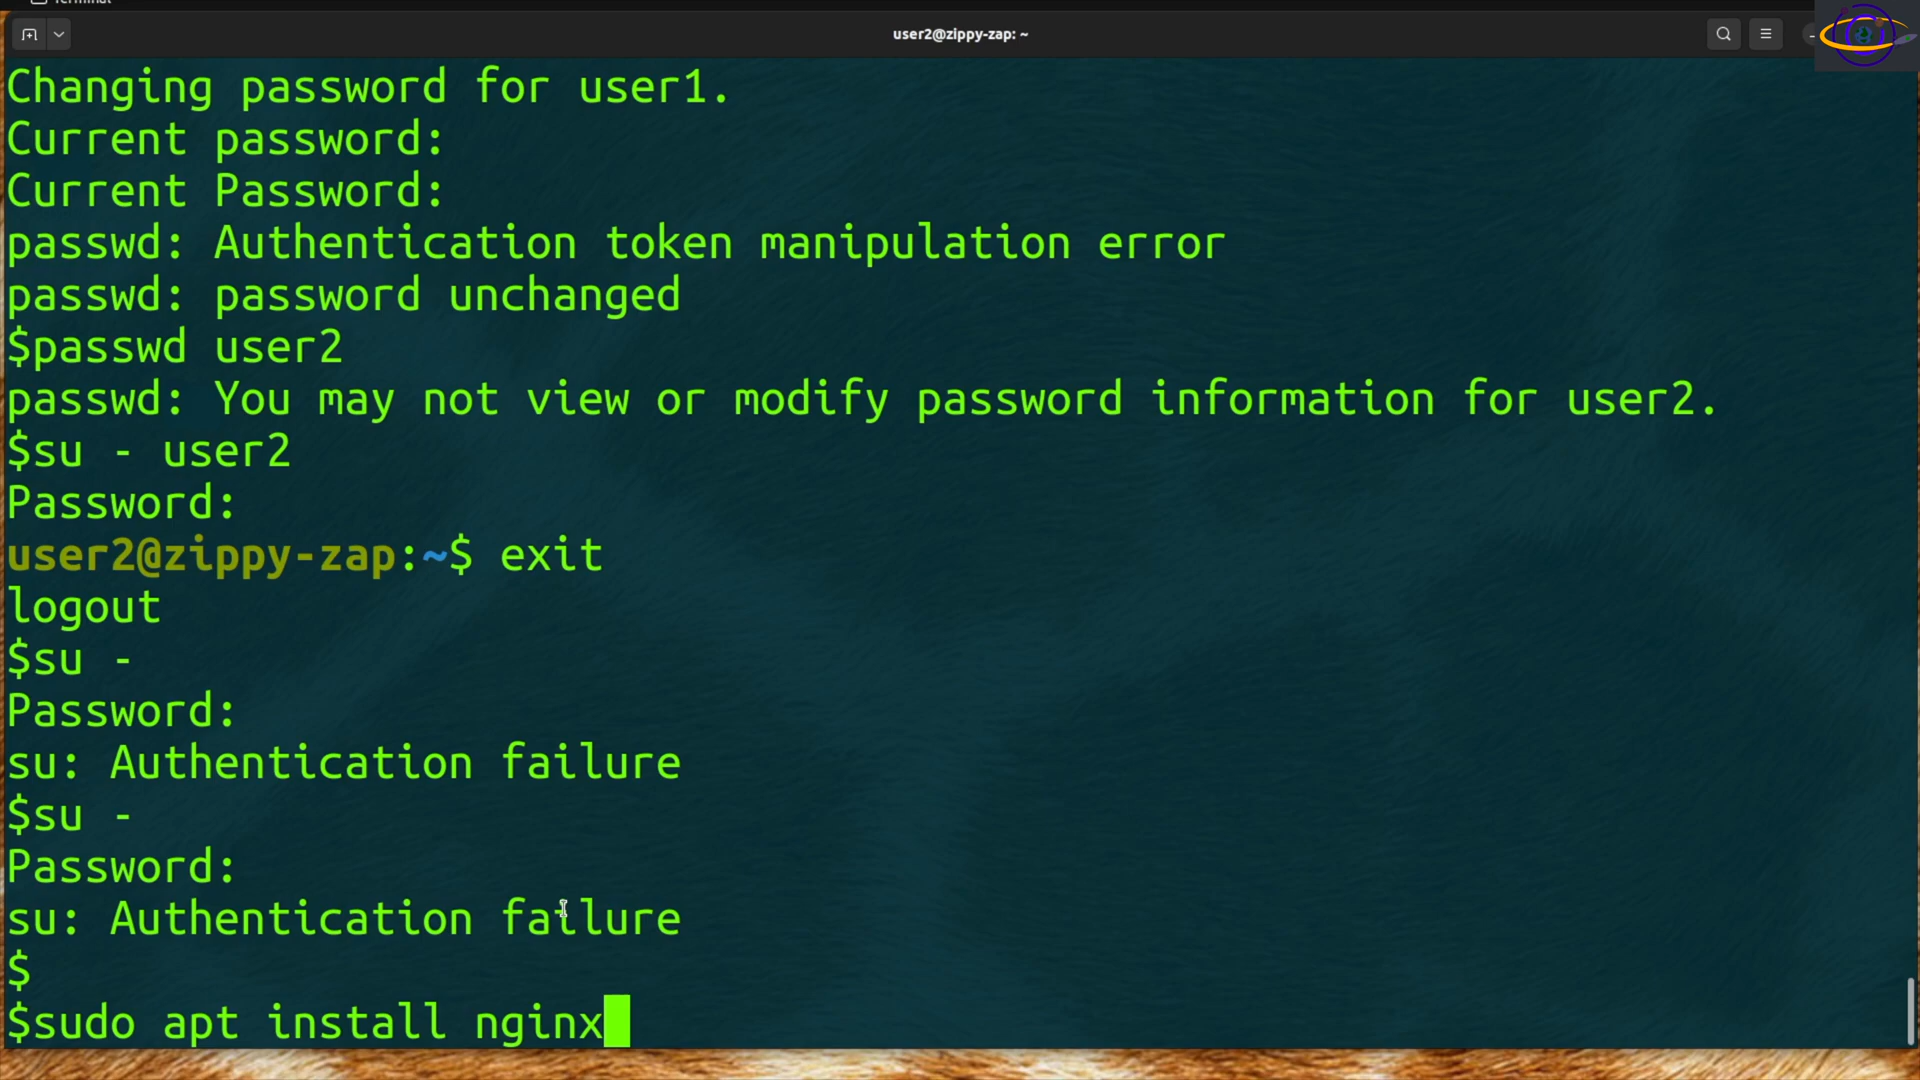 user2@zippy-zap: ~
Changing password for user1.
Current password:
Current Password:
passwd: Authentication token manipulation error
passwd: password unchanged
$passwd user2
passwd: You may not view or modify password information for user2.
$su - user2
Password:
user2@zippy-zap:~$ exit
logout
$su -
Password:
su: Authentication failure
$su -
Password:
su: Authentication failure
$
$sudo apt install nginx